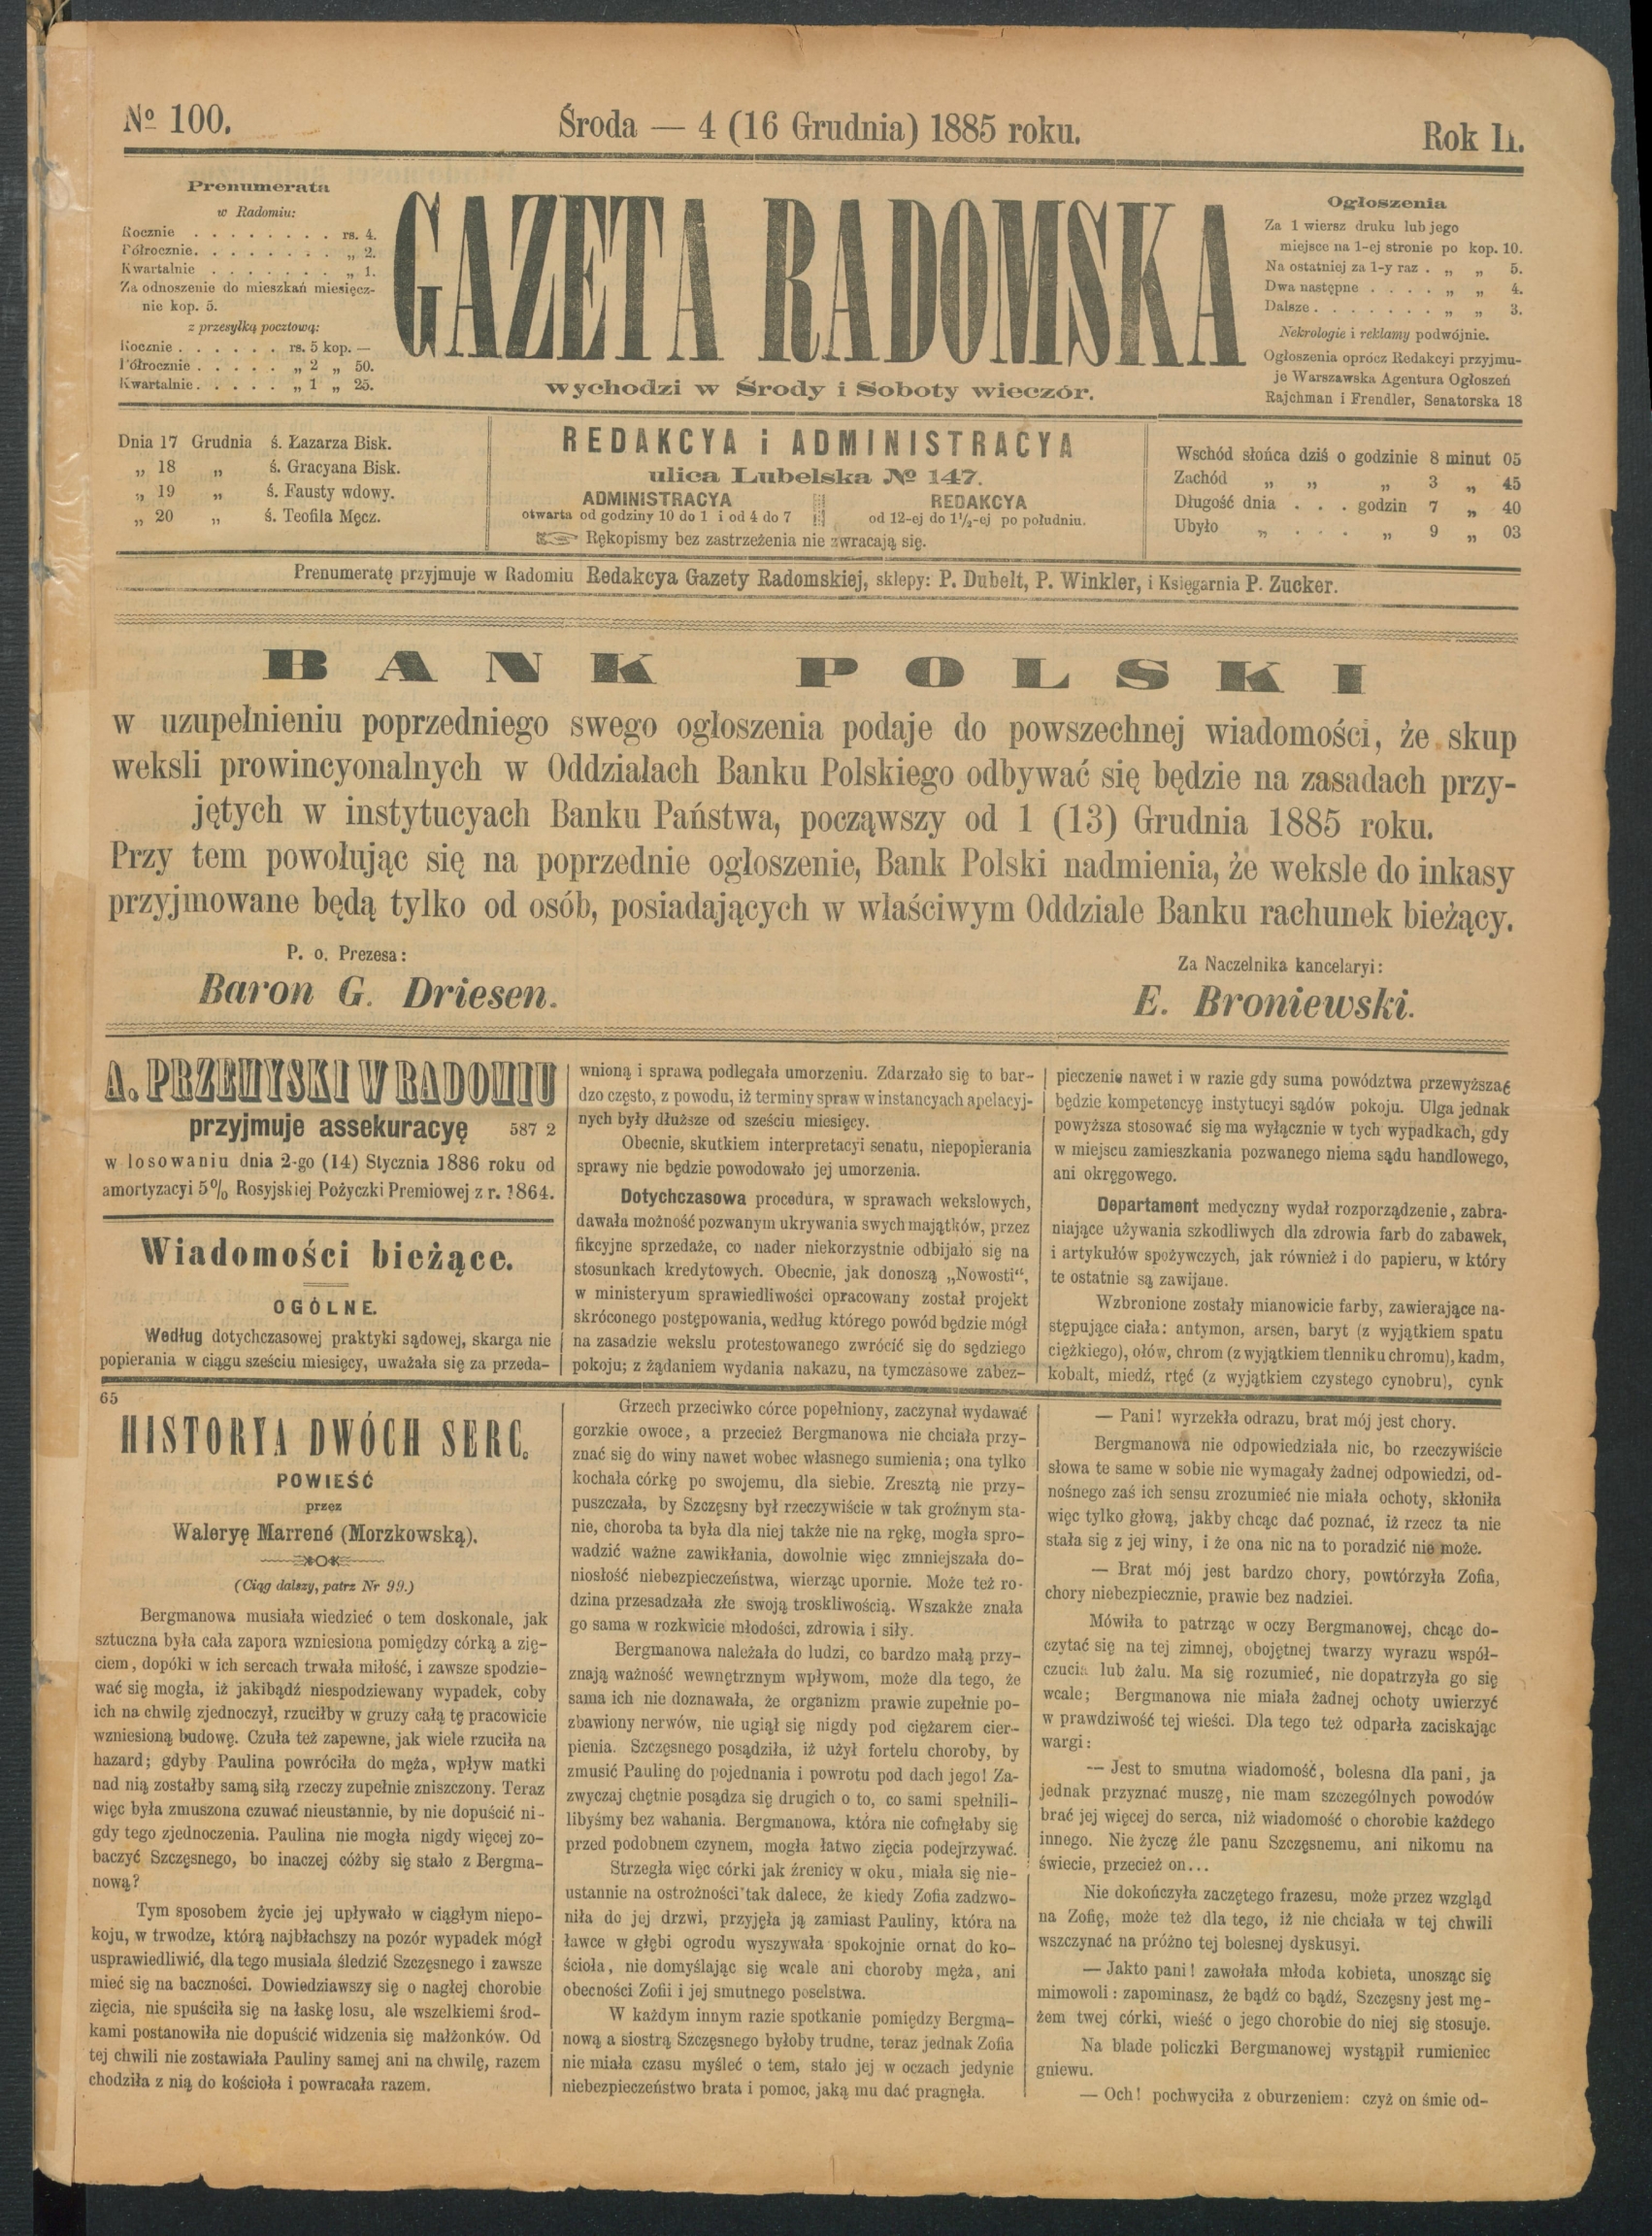 № 100.
Środa — 4 (16 Grudnia) 1885 roku.
Rok II.
Prenumerata
w Radomiu:
Rocznie . . . . . . . . rs. 4.
Półrocznie. . . . . . . . „ 2.
Kwartalnie . . . . . . . „ 1.
Za odnoszenie do mieszkań miesięcz-
nie kop. 5.
z przesyłką pocztową:
Rocznie . . . . . . rs. 5 kop. —
Półrocznie . . . . . „ 2 „ 50.
Kwartalnie. . . . . „ 1 „ 25.
GAZETA RADOMSKA
wychodzi w Środy i Soboty wieczór.
Ogłoszenia
Za 1 wiersz druku lub jego
miejsce na 1-ej stronie po kop. 10.
Na ostatniej za 1-y raz . „ „ 5.
Dwa następne . . . . „ „ 4.
Dalsze . . . . . . . „ „ 3.
Nekrologie i reklamy podwójnie.
Ogłoszenia oprócz Redakcyi przyjmu-
je Warszawska Agentura Ogłoszeń
Rajchman i Frendler, Senatorska 18
Dnia 17 Grudnia ś. Łazarza Bisk.
„ 18 „ ś. Gracyana Bisk.
„ 19 „ ś. Fausty wdowy.
„ 20 „ ś. Teofila Męcz.
REDAKCYA i ADMINISTRACYA
ulica Lubelska № 147.
ADMINISTRACYA
otwarta od godziny 10 do 1 i od 4 do 7
REDAKCYA
od 12-ej do 1½-ej po południu.
Rękopismy bez zastrzeżenia nie zwracają się.
Wschód słońca dziś o godzinie 8 minut 05
Zachód „ „ „ 3 „ 45
Długość dnia . . . godzin 7 „ 40
Ubyło „ . . . „ 9 „ 03
Prenumeratę przyjmuje w Radomiu Redakcya Gazety Radomskiej, sklepy: P. Dubelt, P. Winkler, i Księgarnia P. Zucker.
BANK POLSKI
w uzupełnieniu poprzedniego swego ogłoszenia podaje do powszechnej wiadomości, że skup
weksli prowincyonalnych w Oddziałach Banku Polskiego odbywać się będzie na zasadach przy-
jętych w instytucyach Banku Państwa, począwszy od 1 (13) Grudnia 1885 roku.
Przy tem powołując się na poprzednie ogłoszenie, Bank Polski nadmienia, że weksle do inkasy
przyjmowane będą tylko od osób, posiadających w właściwym Oddziale Banku rachunek bieżący.
P. o. Prezesa:
Baron G. Driesen.
Za Naczelnika kancelaryi:
E. Broniewski.
A. PRZEMYSKI W RADOMIU
przyjmuje assekuracyę 587 2
w losowaniu dnia 2-go (14) Stycznia 1886 roku od
amortyzacyi 5% Rosyjskiej Pożyczki Premiowej z r. 1864.
Wiadomości bieżące.
OGÓLNE.
Według dotychczasowej praktyki sądowej, skarga nie
popierania w ciągu sześciu miesięcy, uważała się za przeda-
wnioną i sprawa podlegała umorzeniu. Zdarzało się to bar-
dzo często, z powodu, iż terminy spraw w instancyach apelacyj-
nych były dłuższe od sześciu miesięcy.
Obecnie, skutkiem interpretacyi senatu, niepopierania
sprawy nie będzie powodowało jej umorzenia.
Dotychczasowa procedura, w sprawach wekslowych,
dawała możność pozwanym ukrywania swych majątków, przez
fikcyjne sprzedaże, co nader niekorzystnie odbijało się na
stosunkach kredytowych. Obecnie, jak donoszą „Nowosti“,
w ministeryum sprawiedliwości opracowany został projekt
skróconego postępowania, według którego powód będzie mógł
na zasadzie wekslu protestowanego zwrócić się do sędziego
pokoju; z żądaniem wydania nakazu, na tymczasowe zabez-
pieczenie nawet i w razie gdy suma powództwa przewyższać
będzie kompetencyę instytucyi sądów pokoju. Ulga jednak
powyższa stosować się ma wyłącznie w tych wypadkach, gdy
w miejscu zamieszkania pozwanego niema sądu handlowego,
ani okręgowego.
Departament medyczny wydał rozporządzenie, zabra-
niające używania szkodliwych dla zdrowia farb do zabawek,
i artykułów spożywczych, jak również i do papieru, w który
te ostatnie są zawijane.
Wzbronione zostały mianowicie farby, zawierające na-
stępujące ciała: antymon, arsen, baryt (z wyjątkiem spatu
ciężkiego), ołów, chrom (z wyjątkiem tlenniku chromu), kadm,
kobalt, miedź, rtęć (z wyjątkiem czystego cynobru), cynk
65
HISTORYA DWÓCH SERC.
POWIEŚĆ
przez
Waleryę Marrené (Morzkowską).
(Ciąg dalszy, patrz Nr 99.)
Bergmanowa musiała wiedzieć o tem doskonale, jak
sztuczna była cała zapora wzniesiona pomiędzy córką a zię-
ciem, dopóki w ich sercach trwała miłość, i zawsze spodzie-
wać się mogła, iż jakibądź niespodziewany wypadek, coby
ich na chwilę zjednoczył, rzuciłby w gruzy całą tę pracowicie
wzniesioną budowę. Czuła też zapewne, jak wiele rzuciła na
hazard; gdyby Paulina powróciła do męża, wpływ matki
nad nią zostałby samą siłą rzeczy zupełnie zniszczony. Teraz
więc była zmuszona czuwać nieustannie, by nie dopuścić ni-
gdy tego zjednoczenia. Paulina nie mogła nigdy więcej zo-
baczyć Szczęsnego, bo inaczej cóżby się stało z Bergma-
nową?
Tym sposobem życie jej upływało w ciągłym niepo-
koju, w trwodze, którą najbłachszy na pozór wypadek mógł
usprawiedliwić, dla tego musiała śledzić Szczęsnego i zawsze
mieć się na baczności. Dowiedziawszy się o nagłej chorobie
zięcia, nie spuściła się na łaskę losu, ale wszelkiemi środ-
kami postanowiła nie dopuścić widzenia się małżonków. Od
tej chwili nie zostawiała Pauliny samej ani na chwilę, razem
chodziła z nią do kościoła i powracała razem.
Grzech przeciwko córce popełniony, zaczynał wydawać
gorzkie owoce, a przecież Bergmanowa nie chciała przy-
znać się do winy nawet wobec własnego sumienia; ona tylko
kochała córkę po swojemu, dla siebie. Zresztą nie przy-
puszczała, by Szczęsny był rzeczywiście w tak groźnym sta-
nie, choroba ta była dla niej także nie na rękę, mogła spro-
wadzić ważne zawikłania, dowolnie więc zmniejszała do-
niosłość niebezpieczeństwa, wierząc upornie. Może też ro-
dzina przesadzała złe swoją troskliwością. Wszakże znała
go sama w rozkwicie młodości, zdrowia i siły.
Bergmanowa należała do ludzi, co bardzo małą przy-
znają ważność wewnętrznym wpływom, może dla tego, że
sama ich nie doznawała, że organizm prawie zupełnie po-
zbawiony nerwów, nie ugiął się nigdy pod ciężarem cier-
pienia. Szczęsnego posądziła, iż użył fortelu choroby, by
zmusić Paulinę do pojednania i powrotu pod dach jego! Za-
zwyczaj chętnie posądza się drugich o to, co sami spełnili-
libyśmy bez wahania. Bergmanowa, która nie cofnęłaby się
przed podobnem czynem, mogła łatwo zięcia podejrzywać.
Strzegła więc córki jak źrenicy w oku, miała się nie-
ustannie na ostrożności tak dalece, że kiedy Zofia zadzwo-
niła do jej drzwi, przyjęła ją zamiast Pauliny, która na
ławce w głębi ogrodu wyszywała spokojnie ornat do ko-
ścioła, nie domyślając się wcale ani choroby męża, ani
obecności Zofii i jej smutnego poselstwa.
W każdym innym razie spotkanie pomiędzy Bergma-
nową a siostrą Szczęsnego byłoby trudne, teraz jednak Zofia
nie miała czasu myśleć o tem, stało jej w oczach jedynie
niebezpieczeństwo brata i pomoc, jaką mu dać pragnęła.
— Pani! wyrzekła odrazu, brat mój jest chory.
Bergmanowa nie odpowiedziała nic, bo rzeczywiście
słowa te same w sobie nie wymagały żadnej odpowiedzi, od-
nośnego zaś ich sensu zrozumieć nie miała ochoty, skłoniła
więc tylko głową, jakby chcąc dać poznać, iż rzecz ta nie
stała się z jej winy, i że ona nic na to poradzić nie może.
— Brat mój jest bardzo chory, powtórzyła Zofia,
chory niebezpiecznie, prawie bez nadziei.
Mówiła to patrząc w oczy Bergmanowej, chcąc do-
czytać się na tej zimnej, obojętnej twarzy wyrazu współ-
czucia lub żalu. Ma się rozumieć, nie dopatrzyła go się
wcale; Bergmanowa nie miała żadnej ochoty uwierzyć
w prawdziwość tej wieści. Dla tego też odparła zaciskając
wargi:
— Jest to smutna wiadomość, bolesna dla pani, ja
jednak przyznać muszę, nie mam szczególnych powodów
brać jej więcej do serca, niż wiadomość o chorobie każdego
innego. Nie życzę źle panu Szczęsnemu, ani nikomu na
świecie, przecież on...
Nie dokończyła zaczętego frazesu, może przez wzgląd
na Zofię, może też dla tego, iż nie chciała w tej chwili
wszczynać na próżno tej bolesnej dyskusyi.
— Jakto pani! zawołała młoda kobieta, unosząc się
mimowoli: zapominasz, że bądź co bądź, Szczęsny jest mę-
żem twej córki, wieść o jego chorobie do niej się stosuje.
Na blade policzki Bergmanowej wystąpił rumieniec
gniewu.
— Och! pochwyciła z oburzeniem: czyż on śmie od-